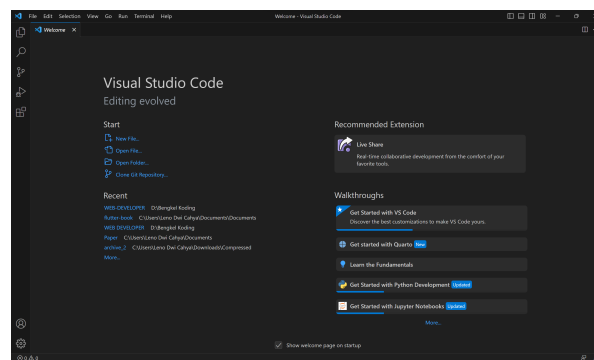 File Edit Selection View Go Run Terminal Help
Welcome - Visual Studio Code
Welcome
Visual Studio Code
Editing evolved
Start
New File...
Open File...
Open Folder...
Clone Git Repository...
Recent
WEB-DEVELOPER D:\Bengkel Koding
flutter-book C:\Users\Leno Dwi Cahya\Documents\Documents
WEB DEVELOPER D:\Bengkel Koding
Paper C:\Users\Leno Dwi Cahya\Documents
archive_2 C:\Users\Leno Dwi Cahya\Downloads\Compressed
More...
Recommended Extension
Live Share
Real-time collaborative development from the comfort of your
favorite tools.
Walkthroughs
Get Started with VS Code
Discover the best customizations to make VS Code yours.
Get started with Quarto New
Learn the Fundamentals
Get Started with Python Development Updated
Get Started with Jupyter Notebooks Updated
More...
Show welcome page on startup
0 0